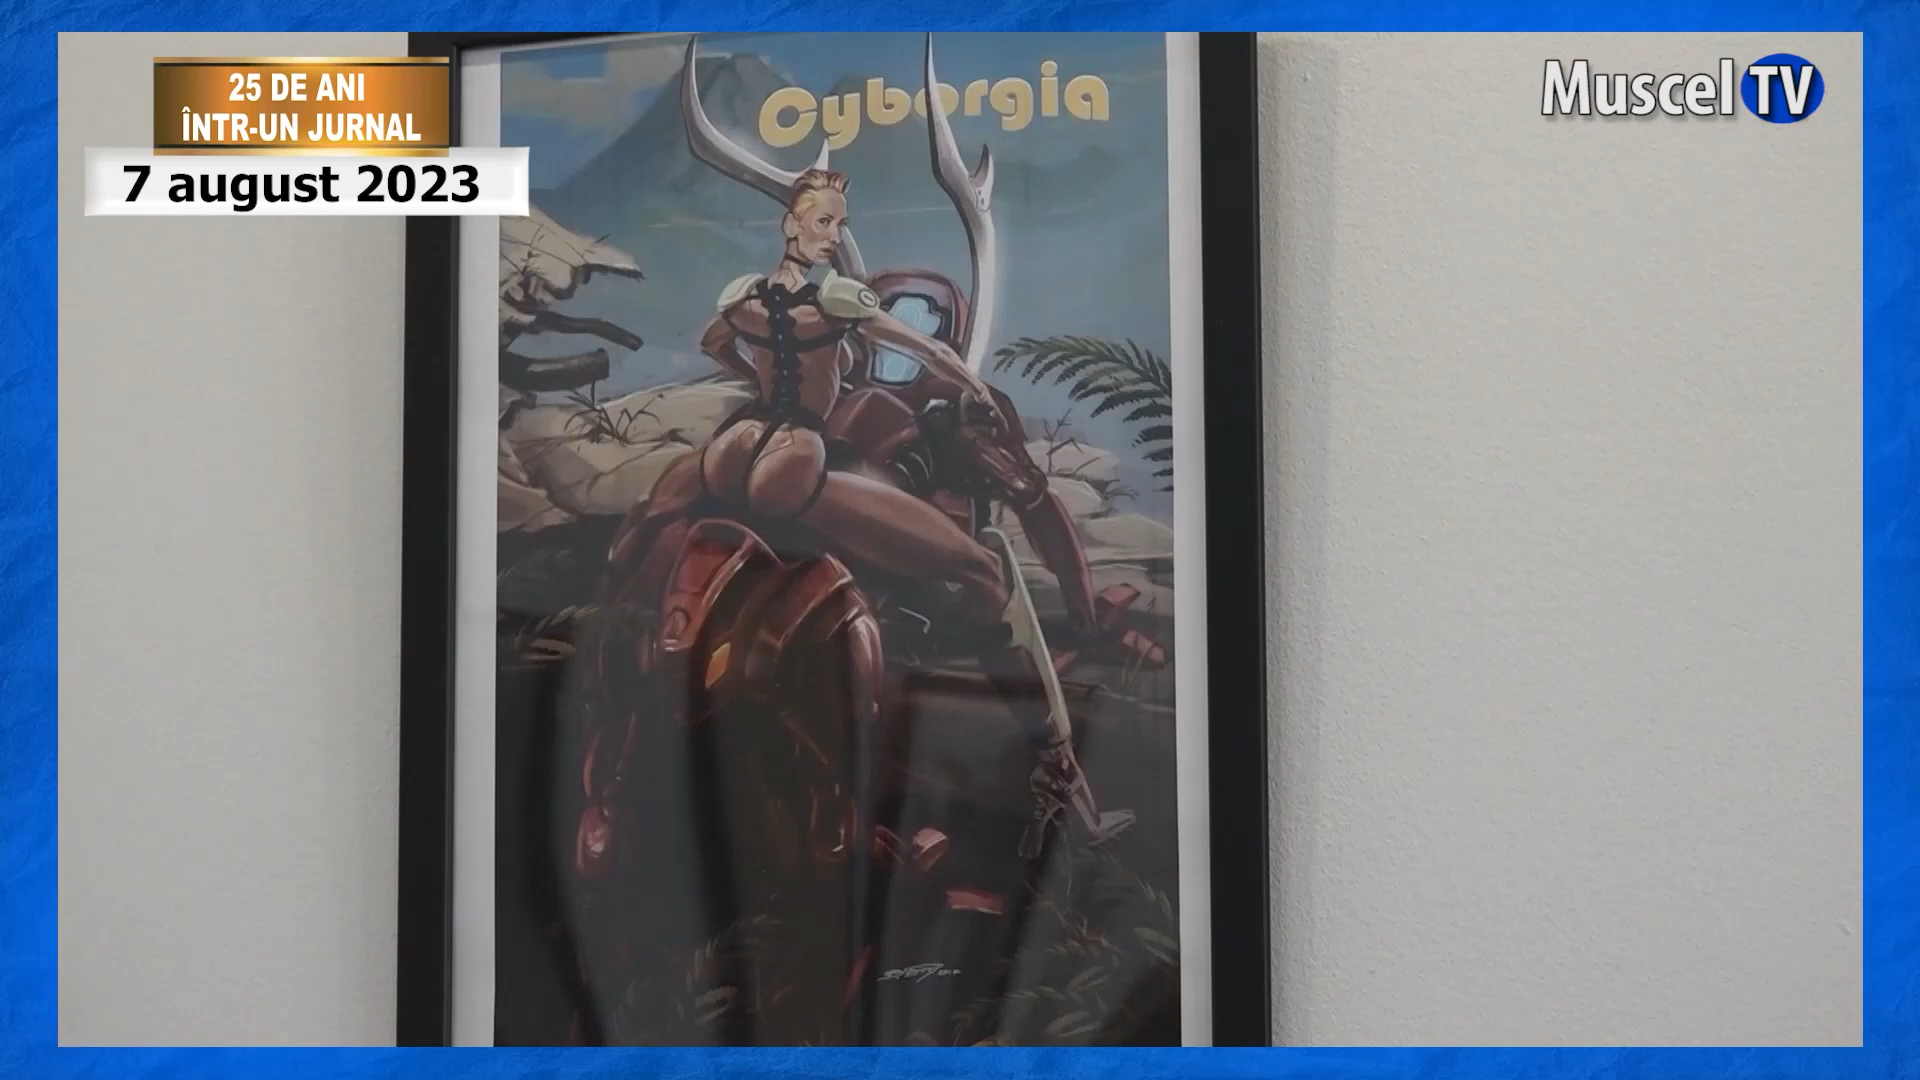 25 DE ANI
ÎNTR-UN JURNAL
7 august 2023
Muscel TV
Cyborgia